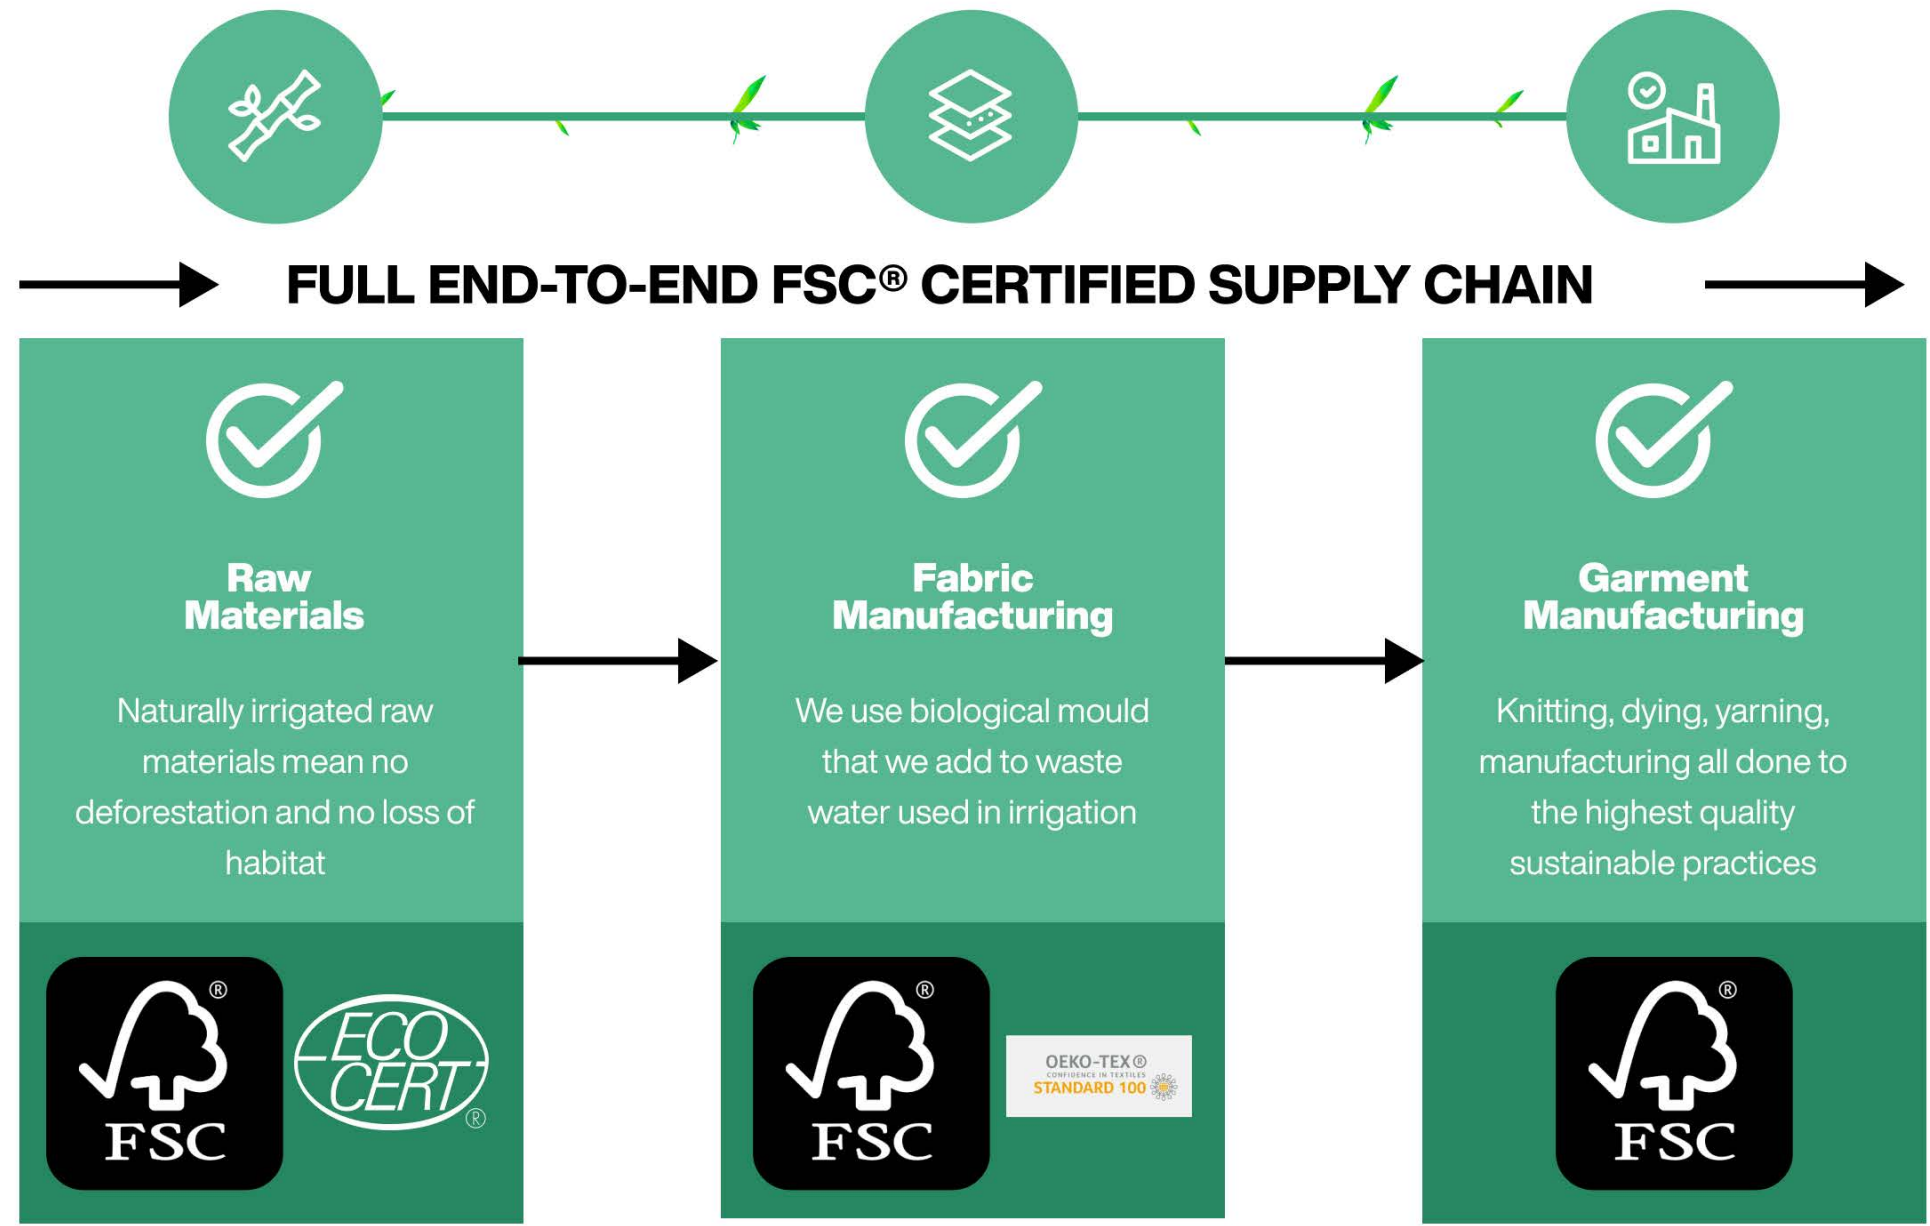 FULL END-TO-END FSC® CERTIFIED SUPPLY CHAIN
Raw
Materials
Naturally irrigated raw
materials mean no
deforestation and no loss of
habitat
®
FSC
ECO
CERT
®
Fabric
Manufacturing
We use biological mould
that we add to waste
water used in irrigation
®
FSC
OEKO-TEX®
CONFIDENCE IN TEXTILES
STANDARD 100
Garment
Manufacturing
Knitting, dying, yarning,
manufacturing all done to
the highest quality
sustainable practices
®
FSC